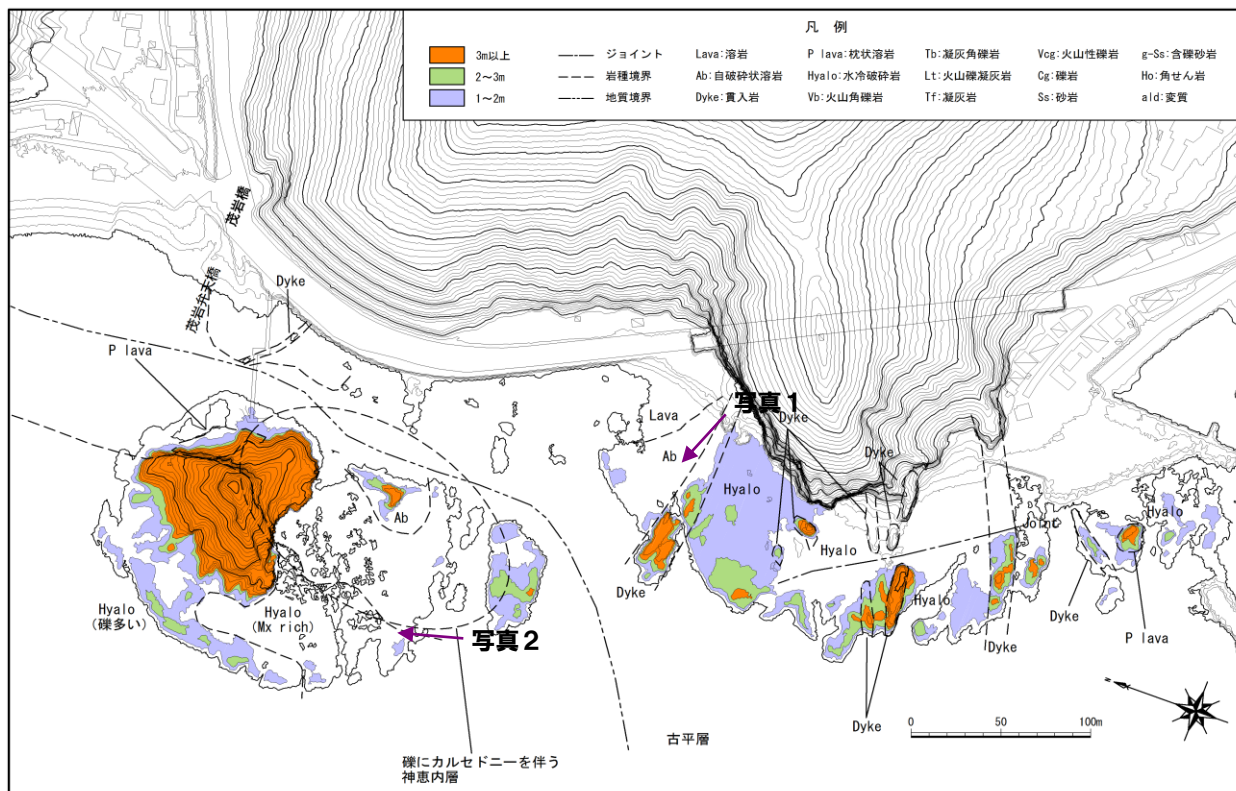 凡 例
3m以上 ジョイント Lava:溶岩 P lava:枕状溶岩 Tb:凝灰角礫岩 Vcg:火山性礫岩 g-Ss:含礫砂岩
2～3m 岩種境界 Ab:自破砕状溶岩 Hyalo:水冷破砕岩 Lt:火山礫凝灰岩 Cg:礫岩 Ho:角せん岩
1～2m 地質境界 Dyke:貫入岩 Vb:火山角礫岩 Tf:凝灰岩 Ss:砂岩 ald:変質
茂岩橋
茂岩弁天橋
Dyke
P lava
写真1
Lava
Dyke
Ab
Dyke
Hyalo
Hyalo
Ab
Joint
Hyalo
Dyke
Hyalo
(礫多い)
Hyalo
(Mx rich)
Hyalo
Dyke
P lava
写真2
Dyke
Dyke
0 50 100m
古平層
礫にカルセドニーを伴う
神恵内層